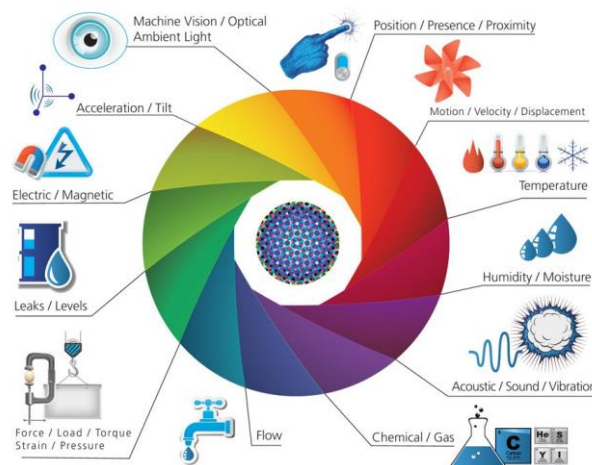 Machine Vision / Optical
Ambient Light
Position / Presence / Proximity
Acceleration / Tilt
Motion / Velocity / Displacement
Electric / Magnetic
Temperature
Leaks / Levels
Humidity / Moisture
Acoustic / Sound / Vibration
Force / Load / Torque
Strain / Pressure
Flow
Chemical / Gas
C
Carbon
He
S
Y
I